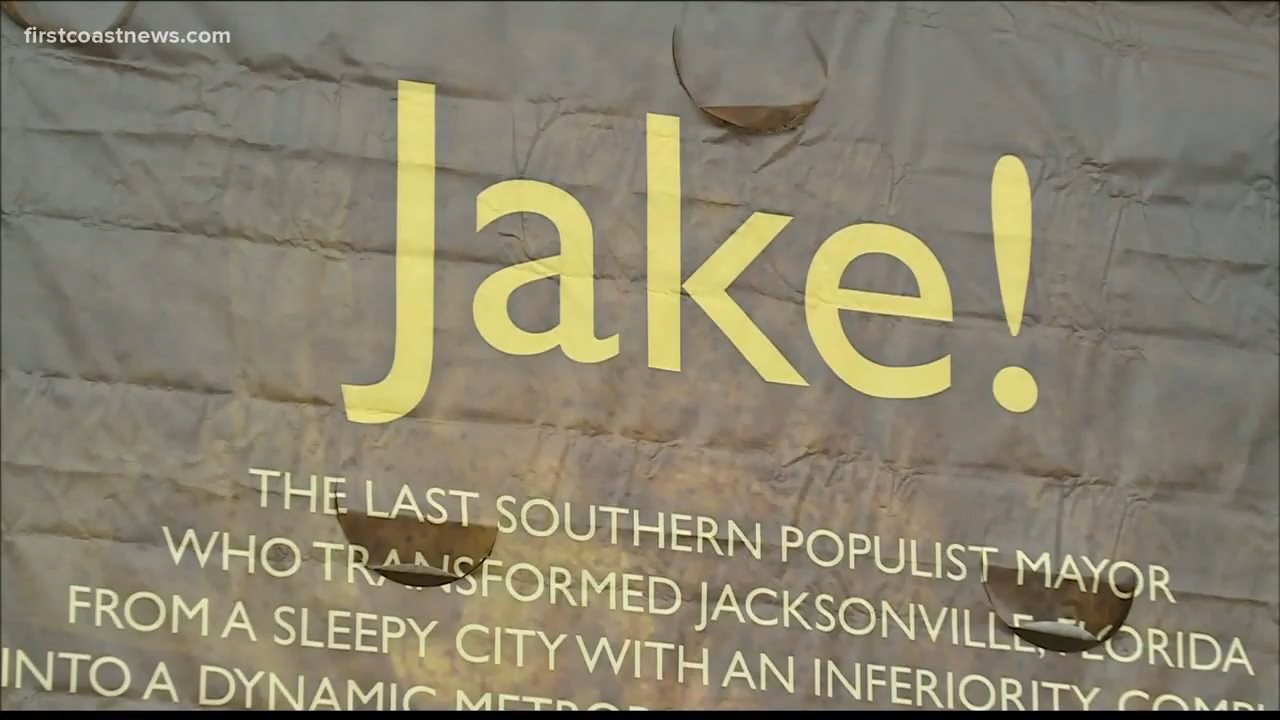 firstcoastnews.com
Jake!
THE LAST SOUTHERN POPULIST MAYOR
WHO TRANSFORMED JACKSONVILLE, FLORIDA
FROM A SLEEPY CITY WITH AN INFERIORITY
INTO A DYNAMIC